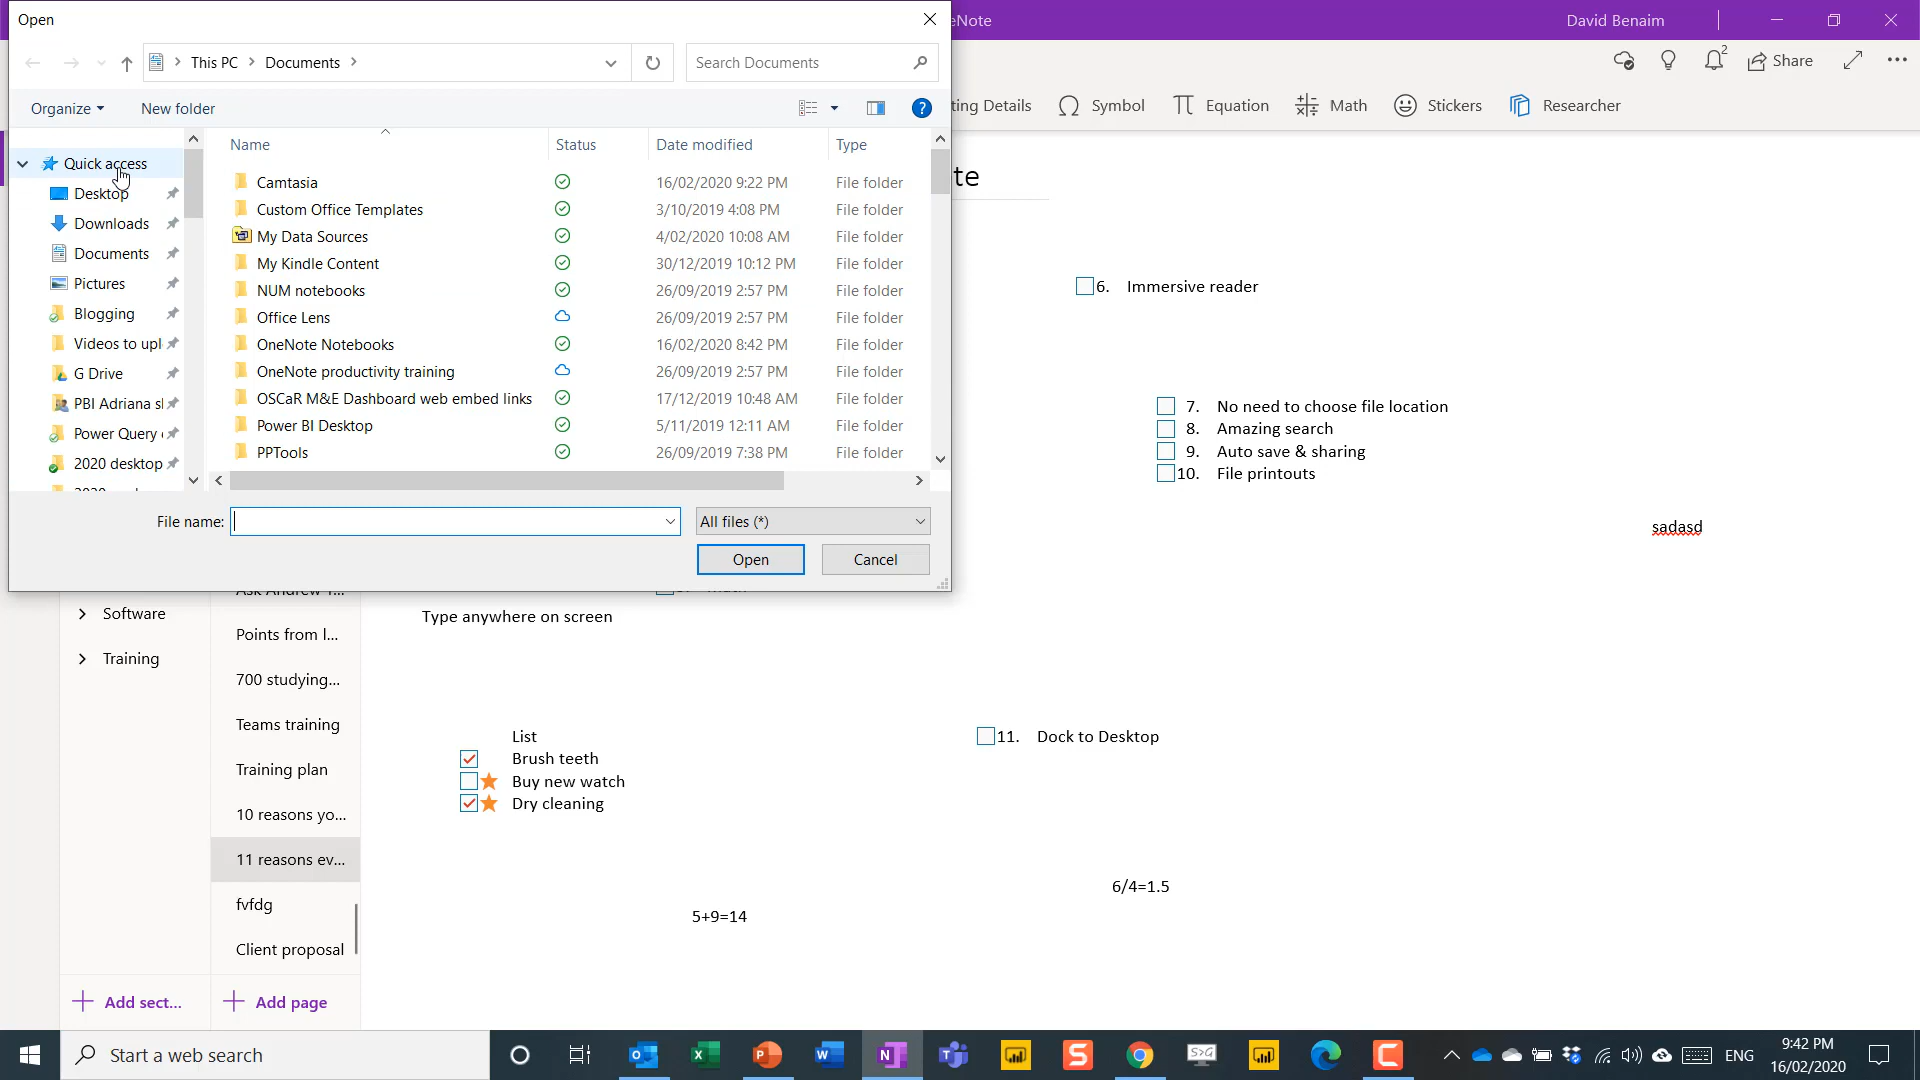 Open
eNote
David Benaim
This PC
Documents
Search Documents
2
Share
Organize
New folder
ting Details
Symbol
Equation
Math
Stickers
Researcher
Name
Status
Date modified
Type
te
Quick access
Desktop
Downloads
Documents
Pictures
Blogging
Videos to upl
G Drive
PBI Adriana sl
Power Query
2020 desktop
Camtasia 16/02/2020 9:22 PM File folder
Custom Office Templates 3/10/2019 4:08 PM File folder
My Data Sources 4/02/2020 10:08 AM File folder
My Kindle Content 30/12/2019 10:12 PM File folder
NUM notebooks 26/09/2019 2:57 PM File folder
Office Lens 26/09/2019 2:57 PM File folder
OneNote Notebooks 16/02/2020 8:42 PM File folder
OneNote productivity training 26/09/2019 2:57 PM File folder
OSCaR M&E Dashboard web embed links 17/12/2019 10:48 AM File folder
Power BI Desktop 5/11/2019 12:11 AM File folder
PPTools 26/09/2019 7:38 PM File folder
File name:
All files (*)
Open
Cancel
6. Immersive reader
7. No need to choose file location
8. Amazing search
9. Auto save & sharing
10. File printouts
sadasd
Software
Training
Points from l...
700 studying...
Teams training
Training plan
10 reasons yo...
11 reasons ev...
fvfdg
Client proposal
Type anywhere on screen
List
Brush teeth
Buy new watch
Dry cleaning
11. Dock to Desktop
6/4=1.5
5+9=14
Add sect...
Add page
Start a web search
ENG
9:42 PM
16/02/2020